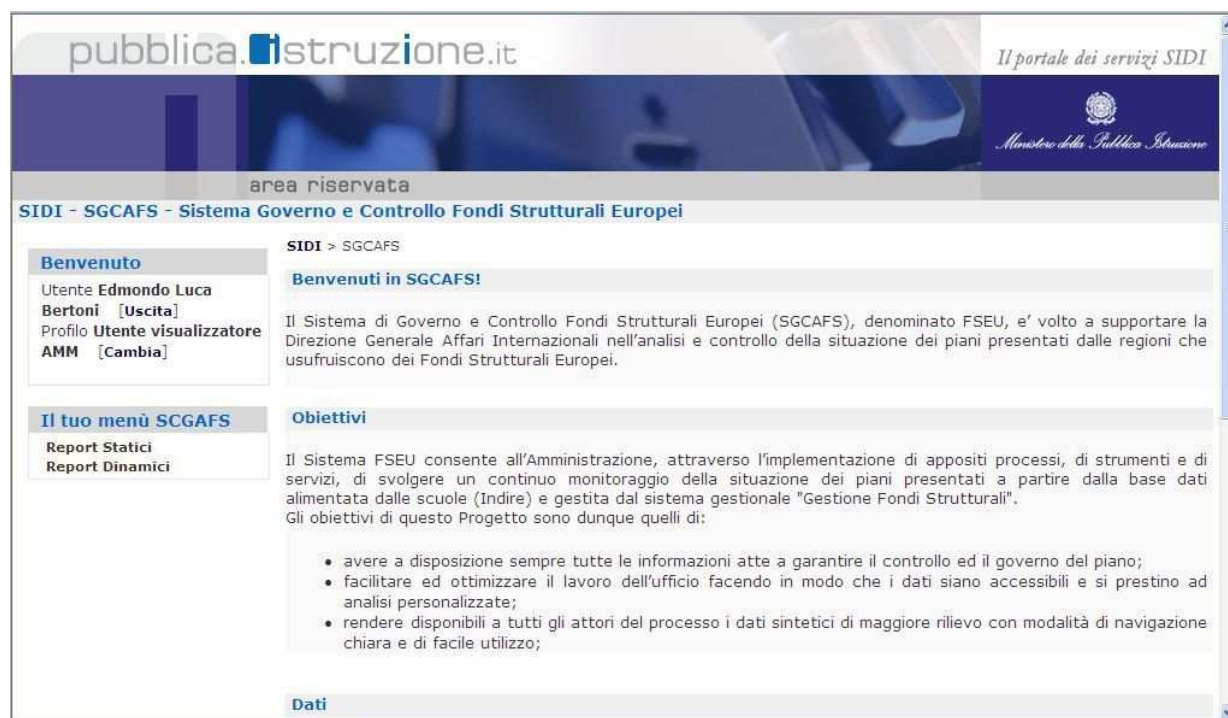 pubblica.istruzione.it
Il portale dei servizi SIDI
Ministero della Pubblica Istruzione
area riservata
SIDI - SGCAFS - Sistema Governo e Controllo Fondi Strutturali Europei
Benvenuto
Utente Edmondo Luca
Bertoni [Uscita]
Profilo Utente visualizzatore
AMM [Cambia]
Il tuo menù SCGAFS
Report Statici
Report Dinamici
SIDI > SGCAFS
Benvenuti in SGCAFS!
Il Sistema di Governo e Controllo Fondi Strutturali Europei (SGCAFS), denominato FSEU, e' volto a supportare la
Direzione Generale Affari Internazionali nell'analisi e controllo della situazione dei piani presentati dalle regioni che
usufruiscono dei Fondi Strutturali Europei.
Obiettivi
Il Sistema FSEU consente all'Amministrazione, attraverso l'implementazione di appositi processi, di strumenti e di
servizi, di svolgere un continuo monitoraggio della situazione dei piani presentati a partire dalla base dati
alimentata dalle scuole (Indire) e gestita dal sistema gestionale "Gestione Fondi Strutturali".
Gli obiettivi di questo Progetto sono dunque quelli di:
• avere a disposizione sempre tutte le informazioni atte a garantire il controllo ed il governo del piano;
• facilitare ed ottimizzare il lavoro dell'ufficio facendo in modo che i dati siano accessibili e si prestino ad
analisi personalizzate;
• rendere disponibili a tutti gli attori del processo i dati sintetici di maggiore rilievo con modalità di navigazione
chiara e di facile utilizzo;
Dati